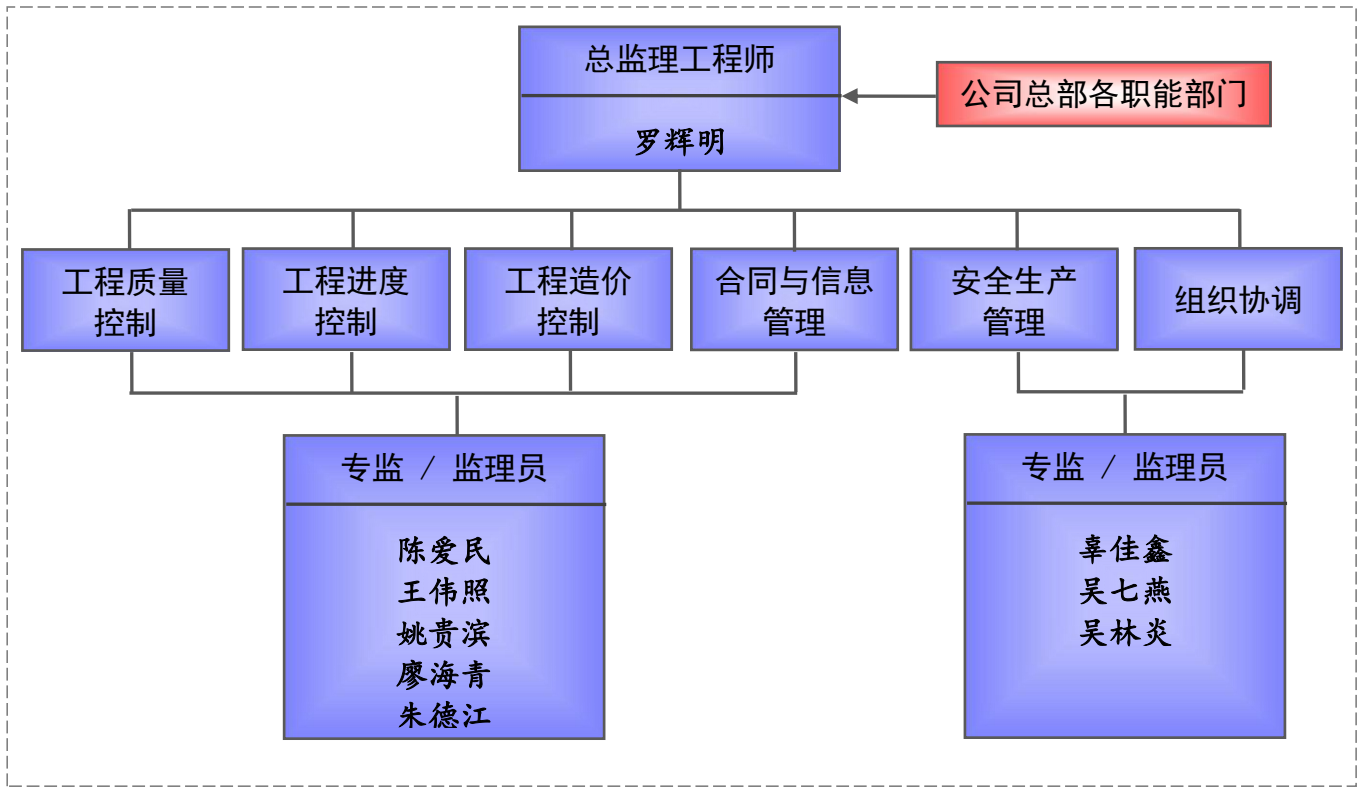 总监理工程师
罗辉明
公司总部各职能部门
工程质量
控制
工程进度
控制
工程造价
控制
合同与信息
管理
安全生产
管理
组织协调
专监 / 监理员
陈爱民
王伟照
姚贵滨
廖海青
朱德江
专监 / 监理员
辜佳鑫
吴七燕
吴林炎